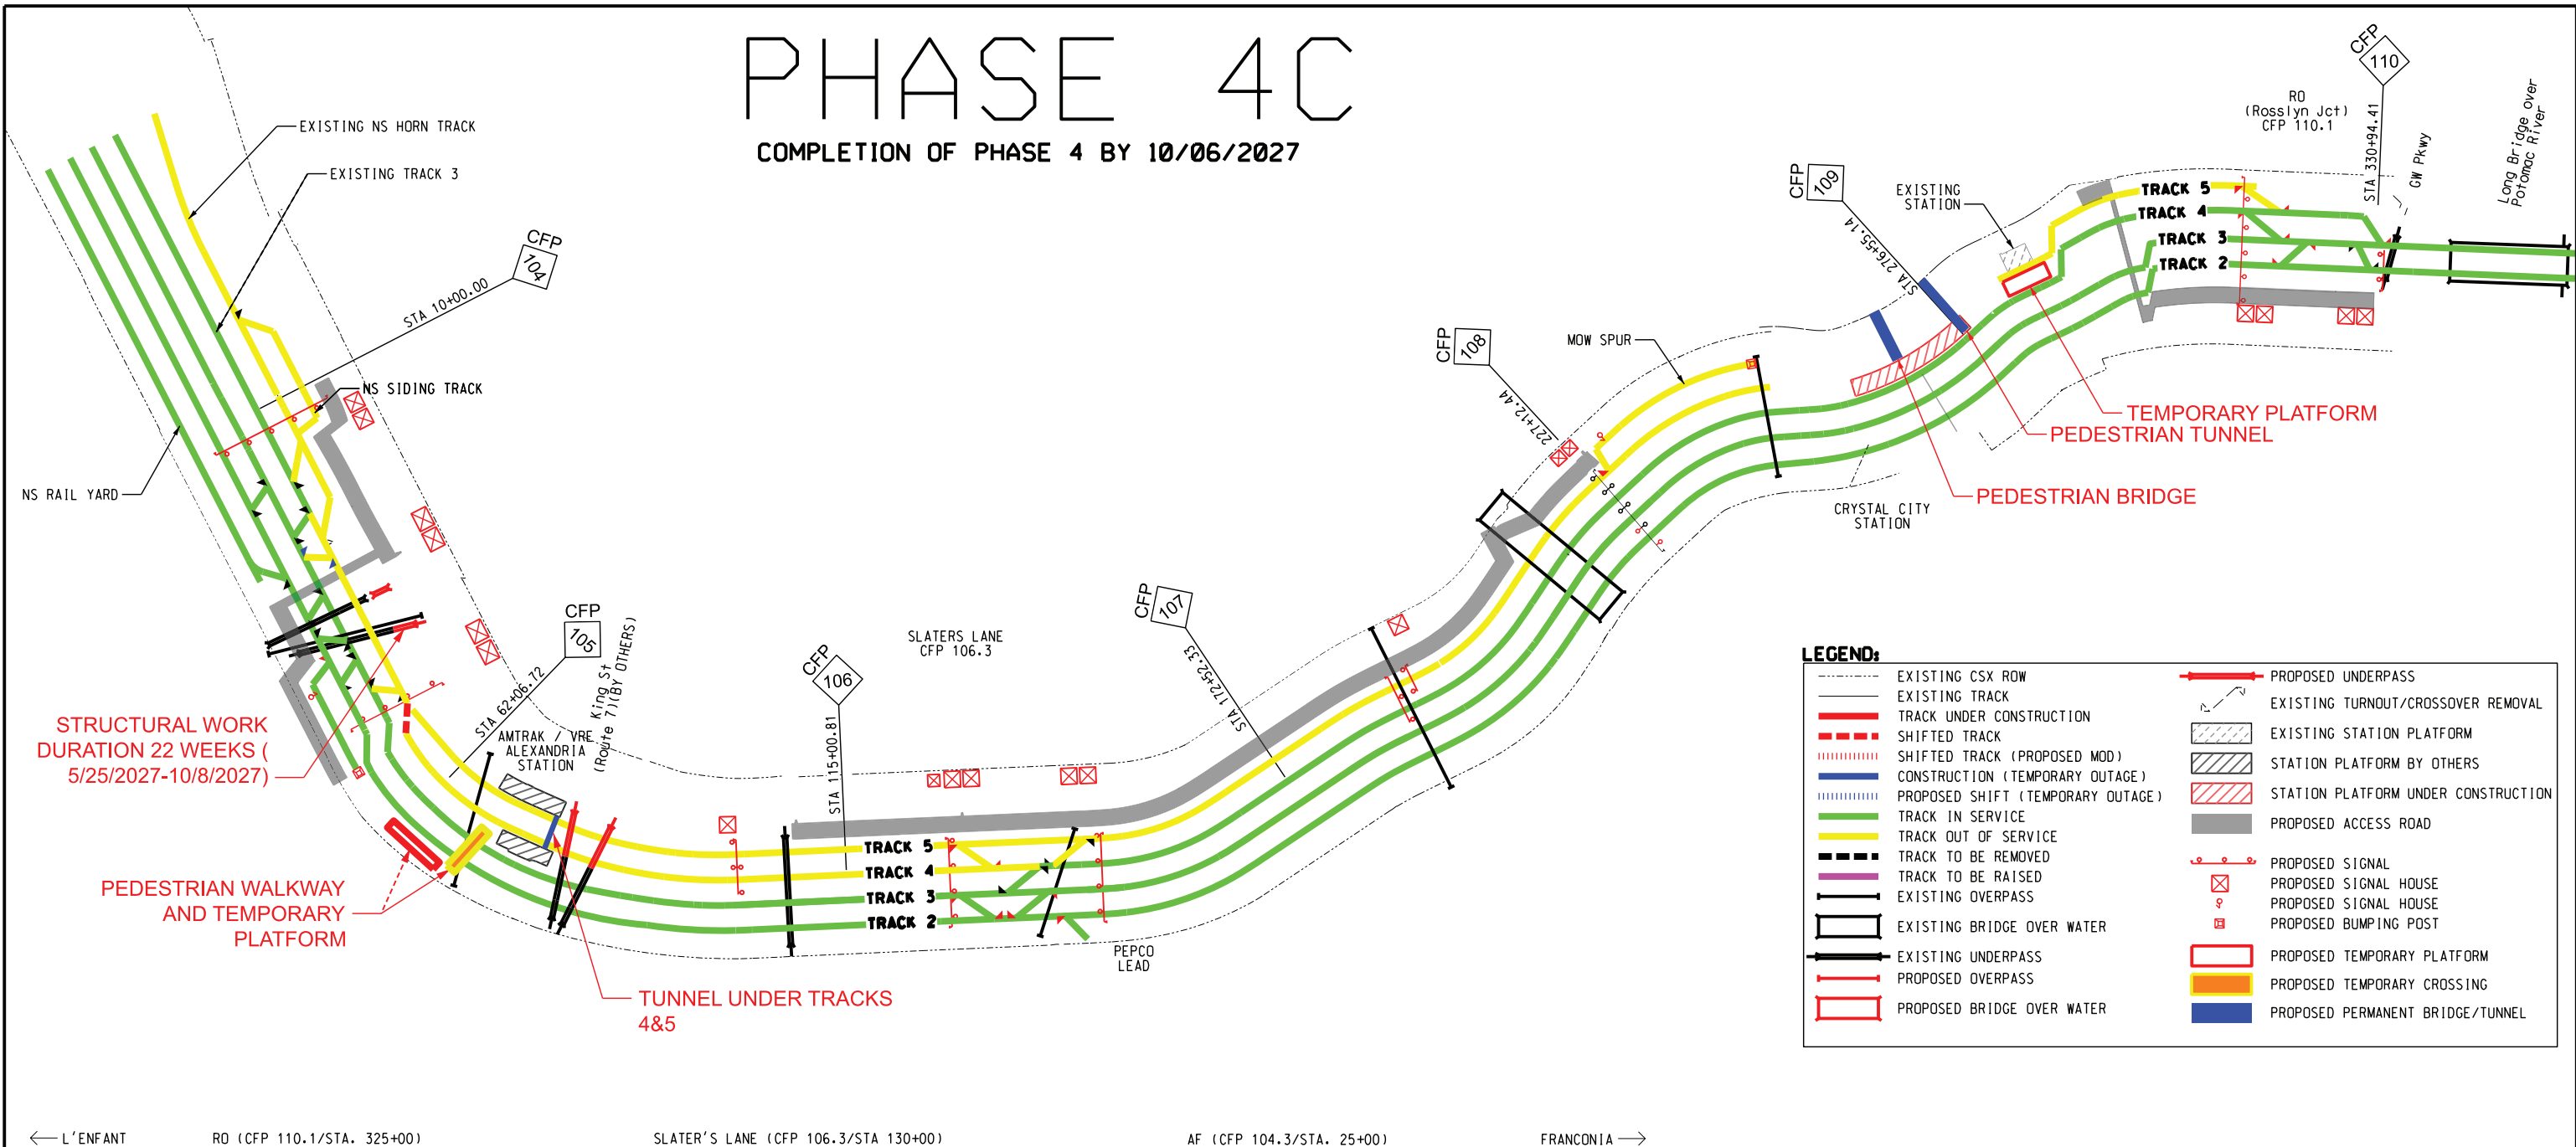 PHASE 4C
COMPLETION OF PHASE 4 BY 10/06/2027
EXISTING NS HORN TRACK
EXISTING TRACK 3
CFP
104
STA 10+00.00
NS SIDING TRACK
NS RAIL YARD
STRUCTURAL WORK
DURATION 22 WEEKS (
5/25/2027-10/8/2027)
CFP
105
STA 62+06.72
King St
(Route 7)(BY OTHERS)
AMTRAK / VRE
ALEXANDRIA
STATION
PEDESTRIAN WALKWAY
AND TEMPORARY
PLATFORM
TUNNEL UNDER TRACKS
4&5
CFP
106
STA 115+00.81
SLATERS LANE
CFP 106.3
TRACK 5
TRACK 4
TRACK 3
TRACK 2
PEPCO
LEAD
CFP
107
STA 172+52.33
CFP
108
227+12.44
MOW SPUR
CFP
109
STA 276+55.14
EXISTING
STATION
CRYSTAL CITY
STATION
TEMPORARY PLATFORM
PEDESTRIAN TUNNEL
PEDESTRIAN BRIDGE
TRACK 5
TRACK 4
TRACK 3
TRACK 2
RO
(Rosslyn Jct)
CFP 110.1
CFP
110
STA 330+94.41
GW Pkwy
Long Bridge over
Potomac River
LEGEND:
EXISTING CSX ROW
EXISTING TRACK
TRACK UNDER CONSTRUCTION
SHIFTED TRACK
SHIFTED TRACK (PROPOSED MOD)
CONSTRUCTION (TEMPORARY OUTAGE)
PROPOSED SHIFT (TEMPORARY OUTAGE)
TRACK IN SERVICE
TRACK OUT OF SERVICE
TRACK TO BE REMOVED
TRACK TO BE RAISED
EXISTING OVERPASS
EXISTING BRIDGE OVER WATER
EXISTING UNDERPASS
PROPOSED OVERPASS
PROPOSED BRIDGE OVER WATER
PROPOSED UNDERPASS
EXISTING TURNOUT/CROSSOVER REMOVAL
EXISTING STATION PLATFORM
STATION PLATFORM BY OTHERS
STATION PLATFORM UNDER CONSTRUCTION
PROPOSED ACCESS ROAD
PROPOSED SIGNAL
PROPOSED SIGNAL HOUSE
PROPOSED SIGNAL HOUSE
PROPOSED BUMPING POST
PROPOSED TEMPORARY PLATFORM
PROPOSED TEMPORARY CROSSING
PROPOSED PERMANENT BRIDGE/TUNNEL
L'ENFANT
RO (CFP 110.1/STA. 325+00)
SLATER'S LANE (CFP 106.3/STA 130+00)
AF (CFP 104.3/STA. 25+00)
FRANCONIA